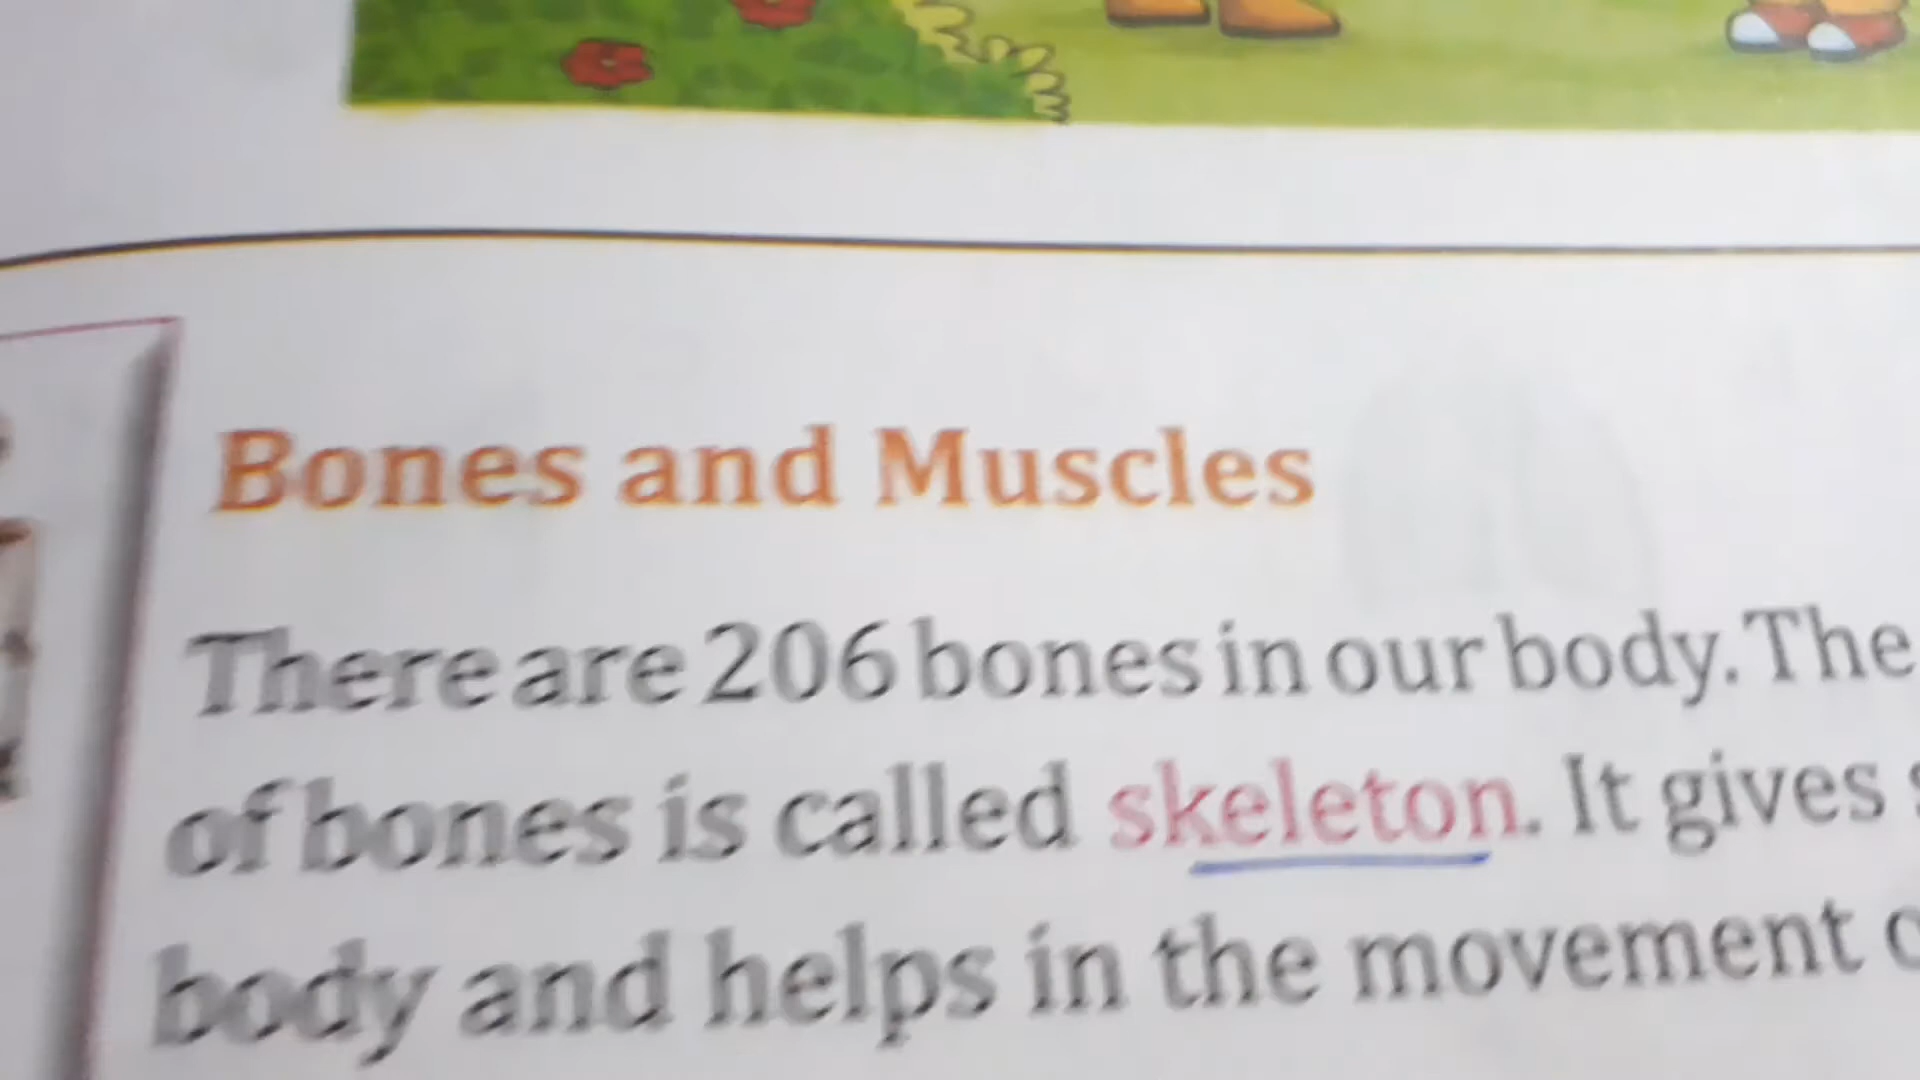 Bones and Muscles
There are 206 bones in our body. The
of bones is called skeleton. It gives
body and helps in the movement